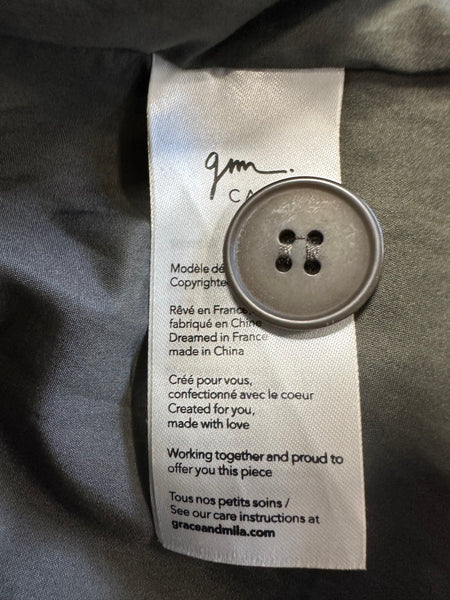 gm.
CA
Modèle dé
Copyrighte
Rêvé en France,
fabriqué en Chine
Dreamed in France
made in China
Créé pour vous,
confectionné avec le coeur
Created for you,
made with love
Working together and proud to
offer you this piece
Tous nos petits soins /
See our care instructions at
graceandmila.com